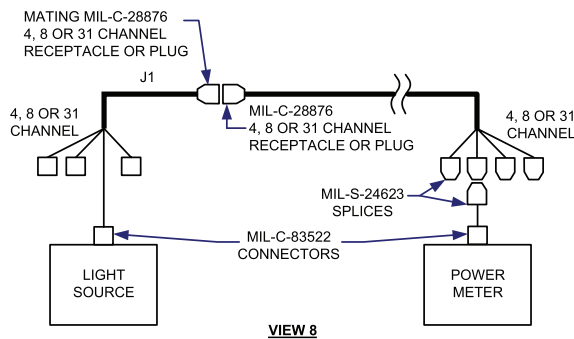 MATING MIL-C-28876
4, 8 OR 31 CHANNEL
RECEPTACLE OR PLUG
J1
4, 8 OR 31
CHANNEL
MIL-C-28876
4, 8 OR 31 CHANNEL
RECEPTACLE OR PLUG
4, 8 OR 31
CHANNEL
MIL-S-24623
SPLICES
MIL-C-83522
CONNECTORS
LIGHT
SOURCE
POWER
METER
VIEW 8